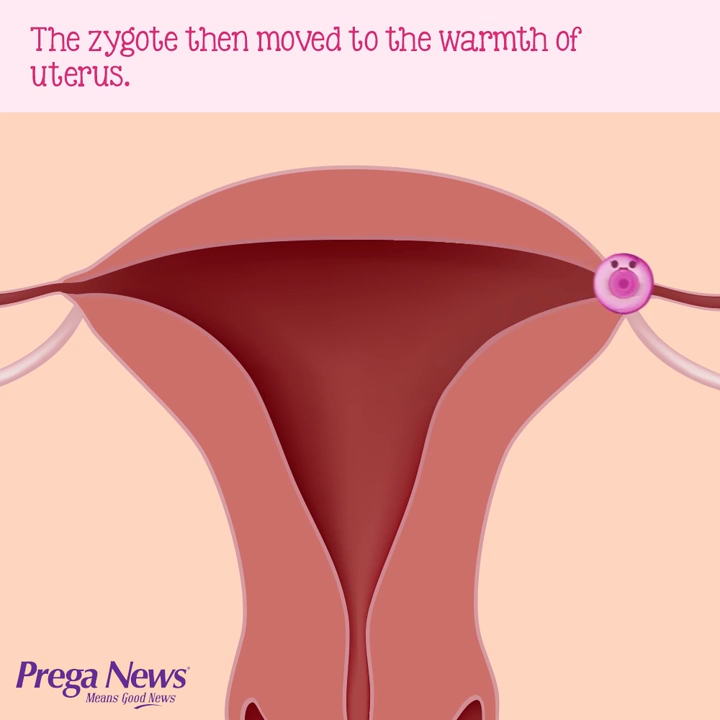 The zygote then moved to the warmth of
uterus.
Prega News
Means Good News